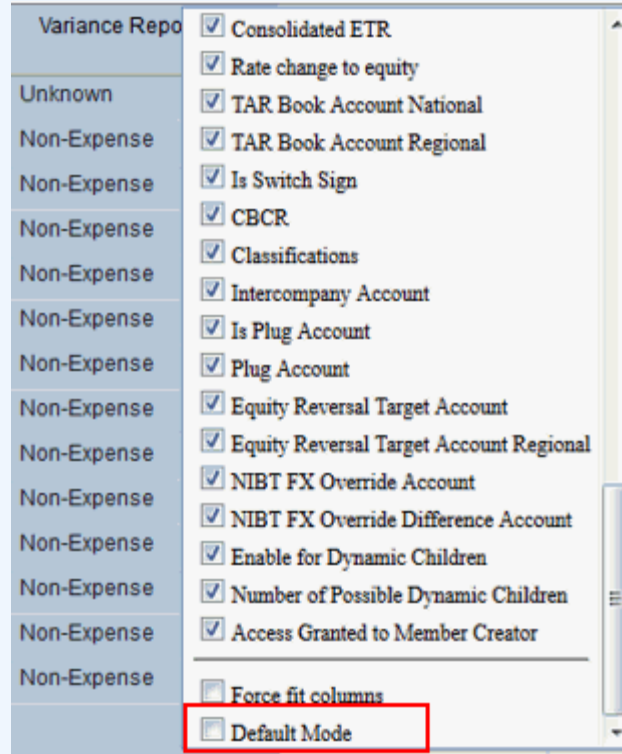 Variance Repo
Consolidated ETR
Rate change to equity
Unknown
TAR Book Account National
Non-Expense
TAR Book Account Regional
Non-Expense
Is Switch Sign
CBCR
Non-Expense
Classifications
Non-Expense
Intercompany Account
Non-Expense
Is Plug Account
Non-Expense
Plug Account
Non-Expense
Equity Reversal Target Account
Non-Expense
Equity Reversal Target Account Regional
NIBT FX Override Account
Non-Expense
NIBT FX Override Difference Account
Non-Expense
Enable for Dynamic Children
Non-Expense
Number of Possible Dynamic Children
Non-Expense
Access Granted to Member Creator
Non-Expense
Force fit columns
Default Mode